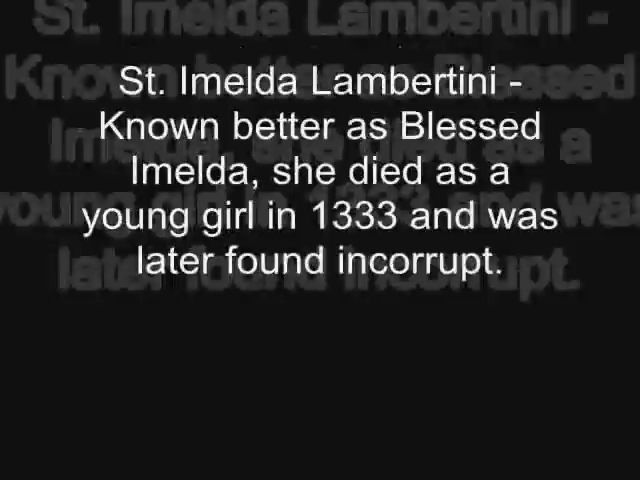 St. Imelda Lambertini -
Known better as Blessed
Imelda, she died as a
young girl in 1333 and was
later found incorrupt.